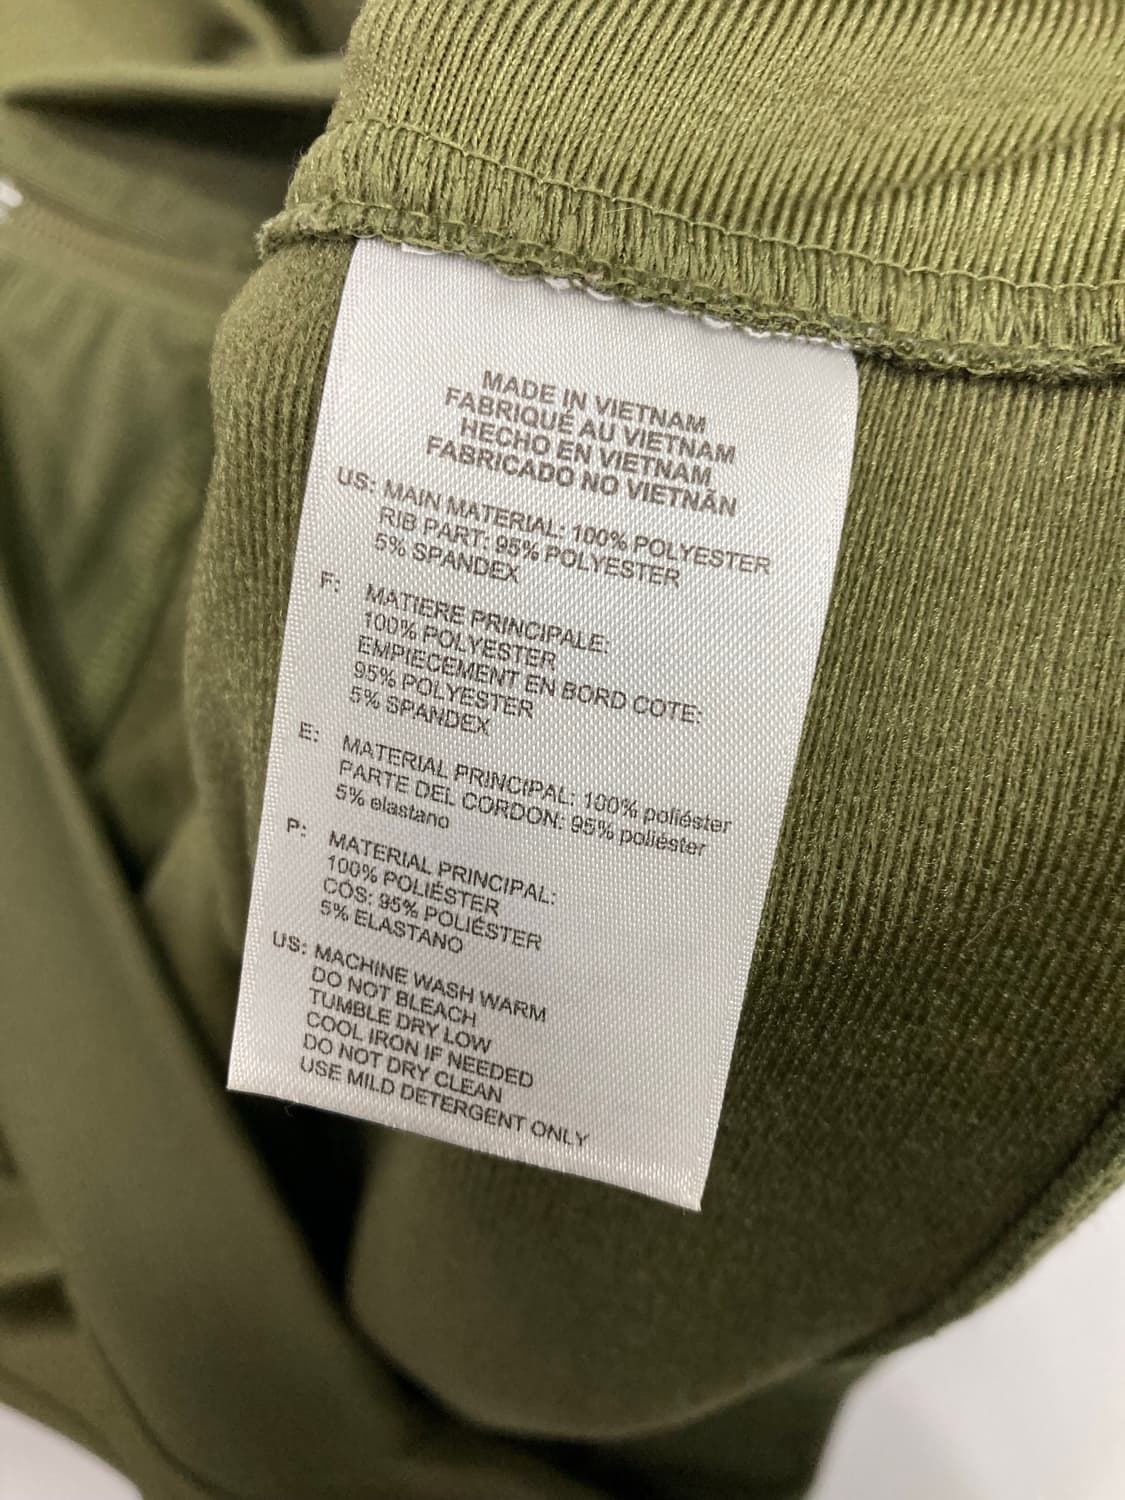 MADE IN VIETNAM
FABRIQUÉ AU VIETNAM
HECHO EN VIETNAM
FABRICADO NO VIETNÃN
US: MAIN MATERIAL: 100% POLYESTER
RIB PART: 95% POLYESTER
5% SPANDEX
F: MATIERE PRINCIPALE:
100% POLYESTER
EMPIECEMENT EN BORD COTE:
95% POLYESTER
5% SPANDEX
E: MATERIAL PRINCIPAL: 100% poliéster
PARTE DEL CORDON: 95% poliéster
5% elastano
P: MATERIAL PRINCIPAL:
100% POLIÉSTER
CÓS: 95% POLIÉSTER
5% ELASTANO
US: MACHINE WASH WARM
DO NOT BLEACH
TUMBLE DRY LOW
COOL IRON IF NEEDED
DO NOT DRY CLEAN
USE MILD DETERGENT ONLY